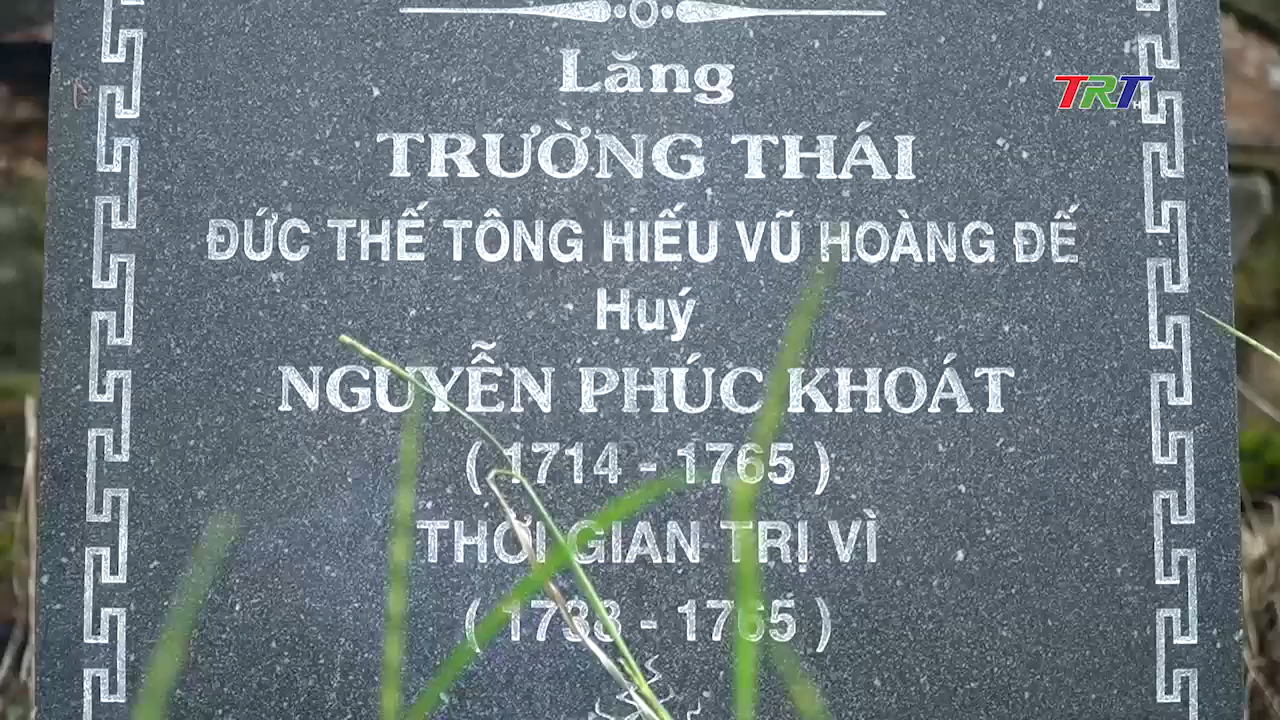 Lăng
TRƯỜNG THÁI
ĐỨC THẾ TÔNG HIẾU VŨ HOÀNG ĐẾ
Huý
NGUYỄN PHÚC KHOÁT
( 1714 - 1765 )
THỜI GIAN TRỊ VÌ
( 1738 - 1765 )
TRT